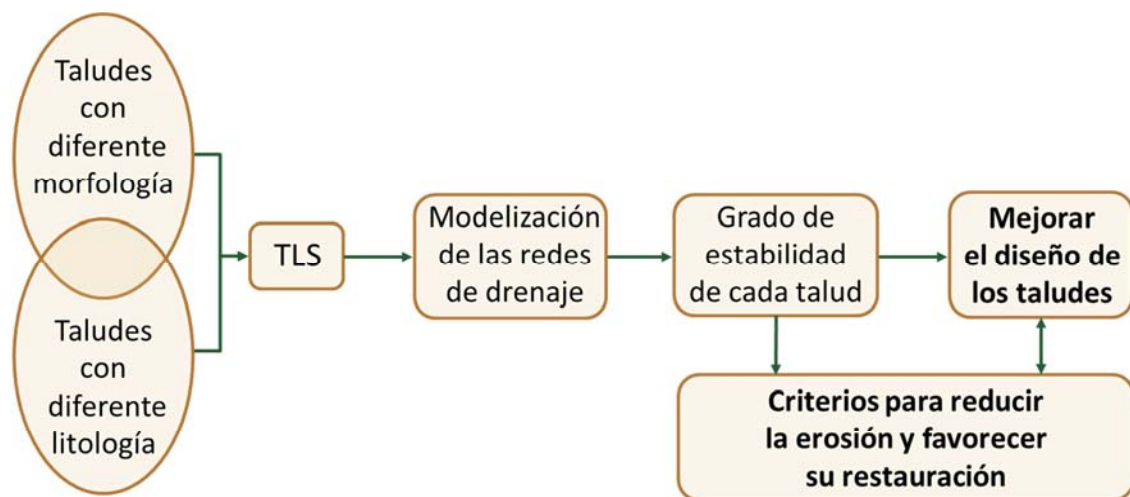 Taludes
con
diferente
morfología
Taludes
con
diferente
litología
TLS
Modelización
de las redes
de drenaje
Grado de
estabilidad
de cada talud
Mejorar
el diseño de
los taludes
Criterios para reducir
la erosión y favorecer
su restauración